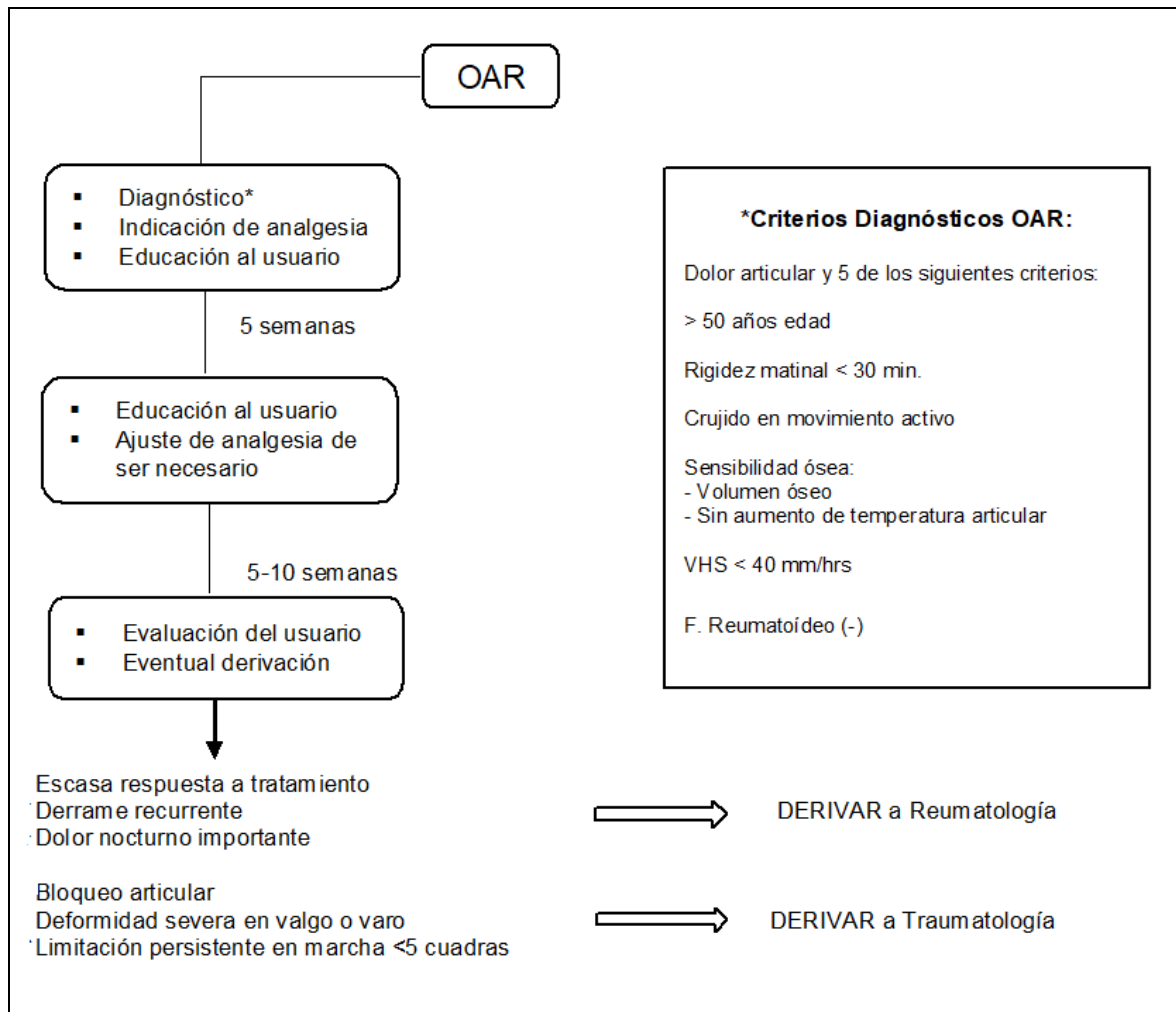 OAR
▪ Diagnóstico*
▪ Indicación de analgesia
▪ Educación al usuario
5 semanas
▪ Educación al usuario
▪ Ajuste de analgesia de
ser necesario
5-10 semanas
▪ Evaluación del usuario
▪ Eventual derivación
Escasa respuesta a tratamiento
Derrame recurrente
Dolor nocturno importante
DERIVAR a Reumatología
Bloqueo articular
Deformidad severa en valgo o varo
Limitación persistente en marcha <5 cuadras
DERIVAR a Traumatología
*Criterios Diagnósticos OAR:
Dolor articular y 5 de los siguientes criterios:
> 50 años edad
Rigidez matinal < 30 min.
Crujido en movimiento activo
Sensibilidad ósea:
- Volumen óseo
- Sin aumento de temperatura articular
VHS < 40 mm/hrs
F. Reumatoídeo (-)